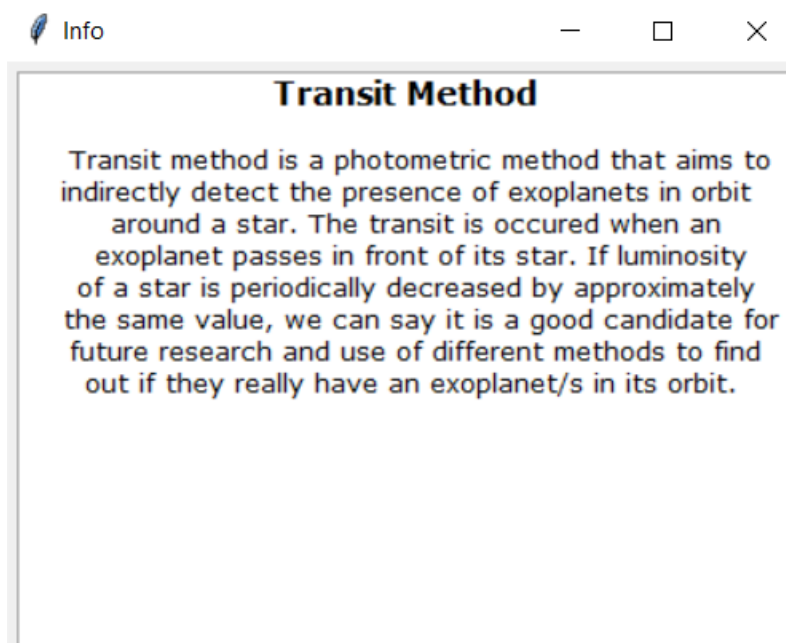 Info
Transit Method
Transit method is a photometric method that aims to
indirectly detect the presence of exoplanets in orbit
around a star. The transit is occured when an
exoplanet passes in front of its star. If luminosity
of a star is periodically decreased by approximately
the same value, we can say it is a good candidate for
future research and use of different methods to find
out if they really have an exoplanet/s in its orbit.